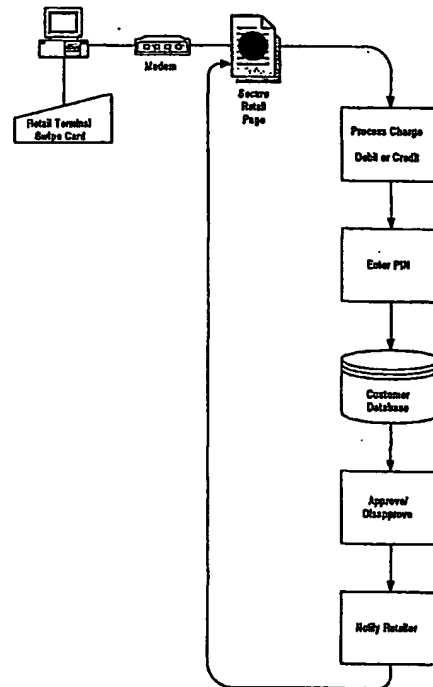 Modem
Retail Terminal
Swipe Card
Secure
Retail
Page
Process Charge
Debit or Credit
Enter PIN
Customer
Database
Approve/
Disapprove
Notify Retailer